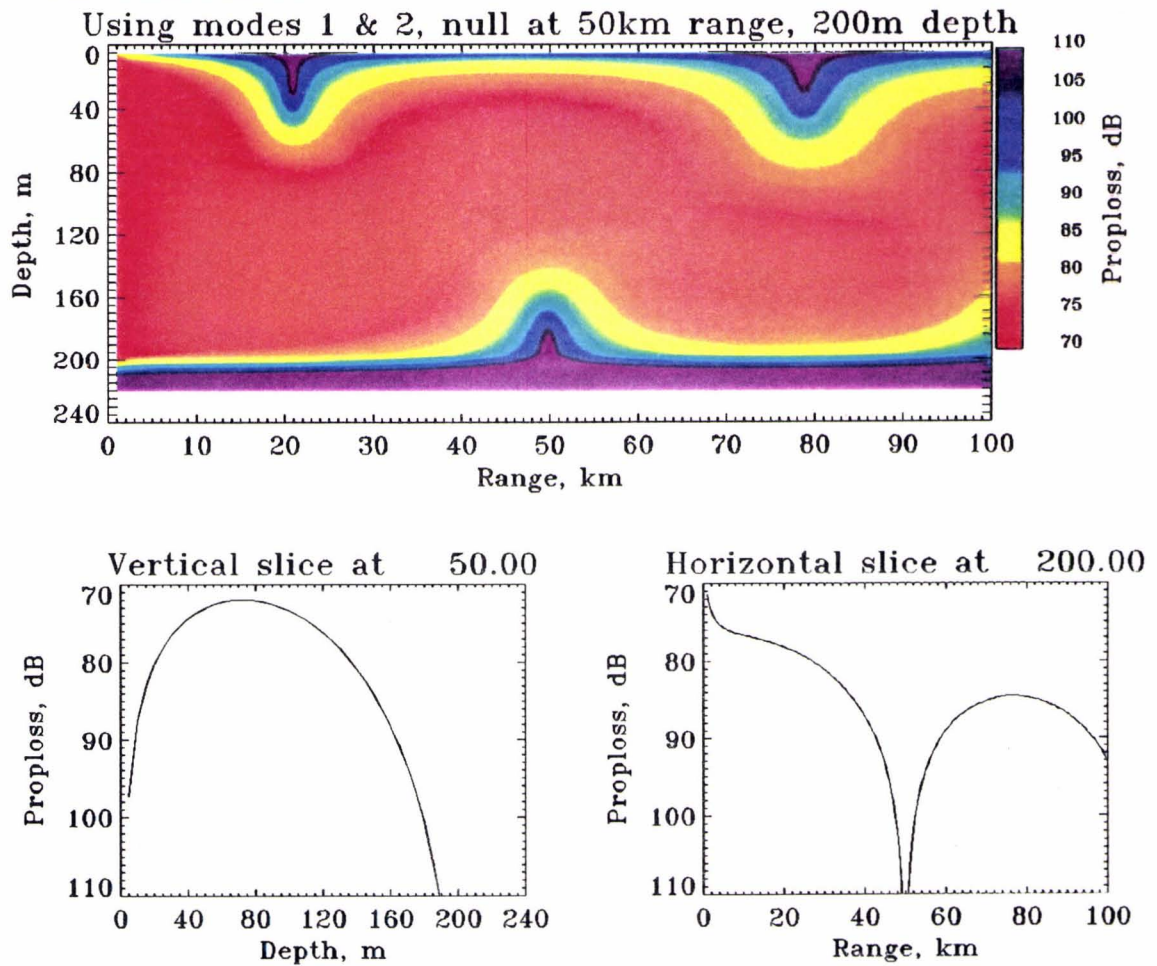 Using modes 1 & 2, null at 50km range, 200m depth
0
40
80
120
160
200
240
Depth, m
0 10 20 30 40 50 60 70 80 90 100
Range, km
110
105
100
95
90
85
80
75
70
Proploss, dB
Vertical slice at 50.00
70
80
90
100
110
Proploss, dB
0 40 80 120 160 200 240
Depth, m
Horizontal slice at 200.00
70
80
90
100
110
Proploss, dB
0 20 40 60 80 100
Range, km